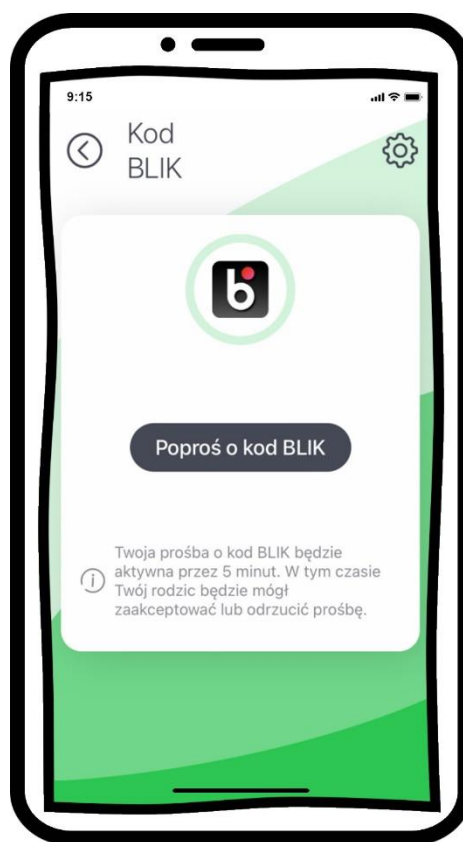 9:15
Kod
BLIK
b
Poproś o kod BLIK
Twoja prośba o kod BLIK będzie
aktywna przez 5 minut. W tym czasie
Twój rodzic będzie mógł
zaakceptować lub odrzucić prośbę.